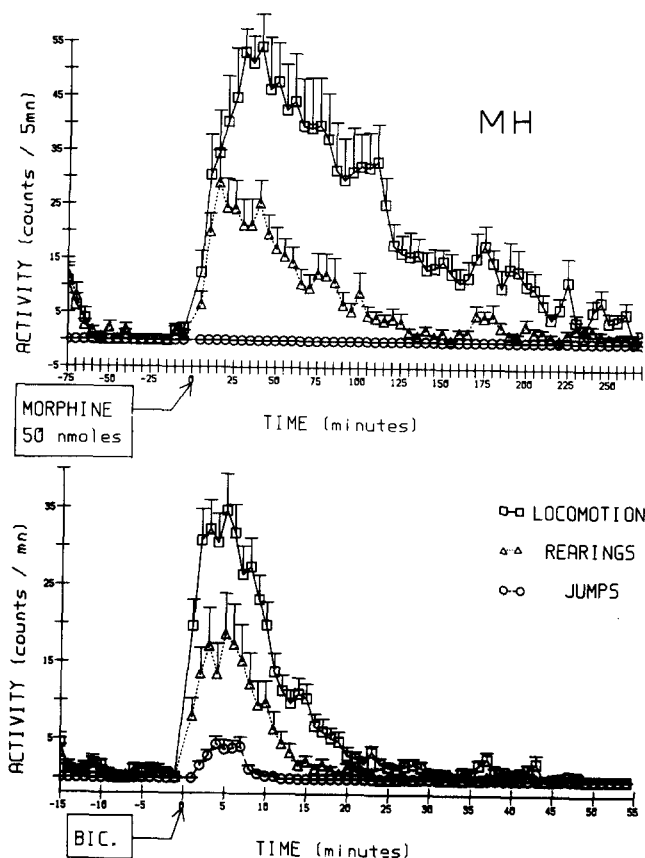 MH
ACTIVITY (counts / 5mn)
55
45
35
25
15
5
-5
-75 -50 -25 0 25 50 75 100 125 150 175 200 225 250
MORPHINE
50 nmoles
TIME (minutes)
ACTIVITY (counts / mn)
35
25
15
5
LOCOMOTION
REARINGS
JUMPS
-15 -10 -5 0 5 10 15 20 25 30 35 40 45 50 55
BIC.
TIME (minutes)